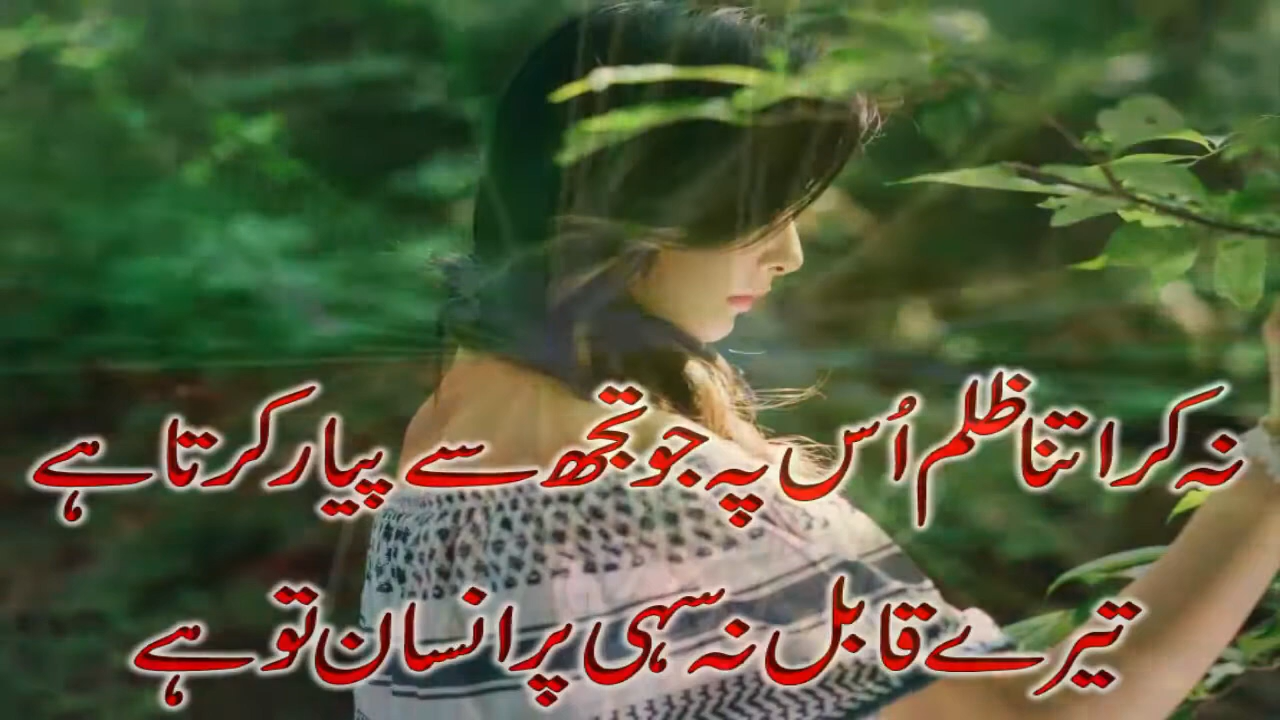 نہ کر اتنا ظلم اُس پہ جو تجھ سے پیار کرتا ہے
تیرے قابل نہ سہی پر انسان تو ہے